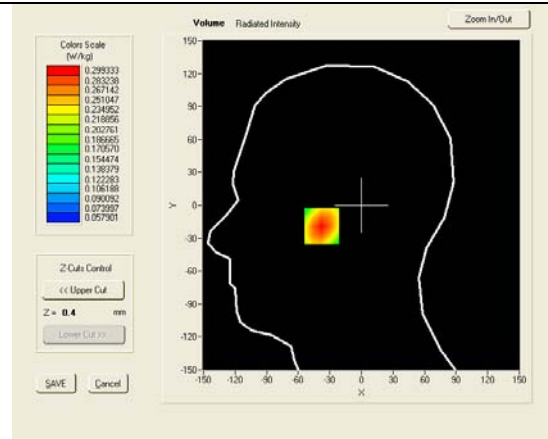 Volume Radiated Intensity
Zoom In/Out
Colors Scale
(W/kg)
0.299333
0.283238
0.267142
0.251047
0.234952
0.218856
0.202761
0.186665
0.170570
0.154474
0.138379
0.122283
0.106188
0.090092
0.073997
0.057901
Z-Cuts Control
<< Upper Cut
Z = 0.4 mm
Lower Cut >>
SAVE Cancel
150
120
90
60
30
0
-30
-60
-90
-120
-150
Y
-150 -120 -90 -60 -30 0 30 60 90 120 150
X